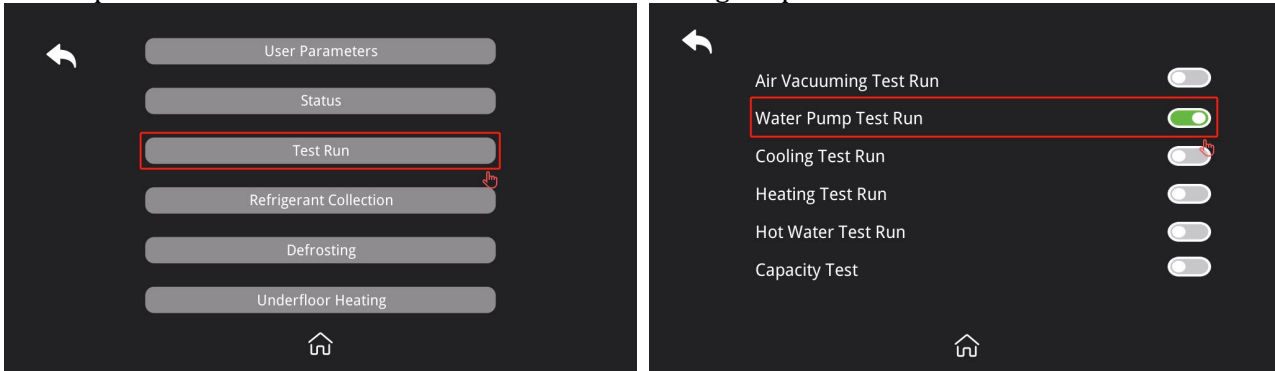 User Parameters
Status
Test Run
Refrigerant Collection
Defrosting
Underfloor Heating
Air Vacuuming Test Run
Water Pump Test Run
Cooling Test Run
Heating Test Run
Hot Water Test Run
Capacity Test